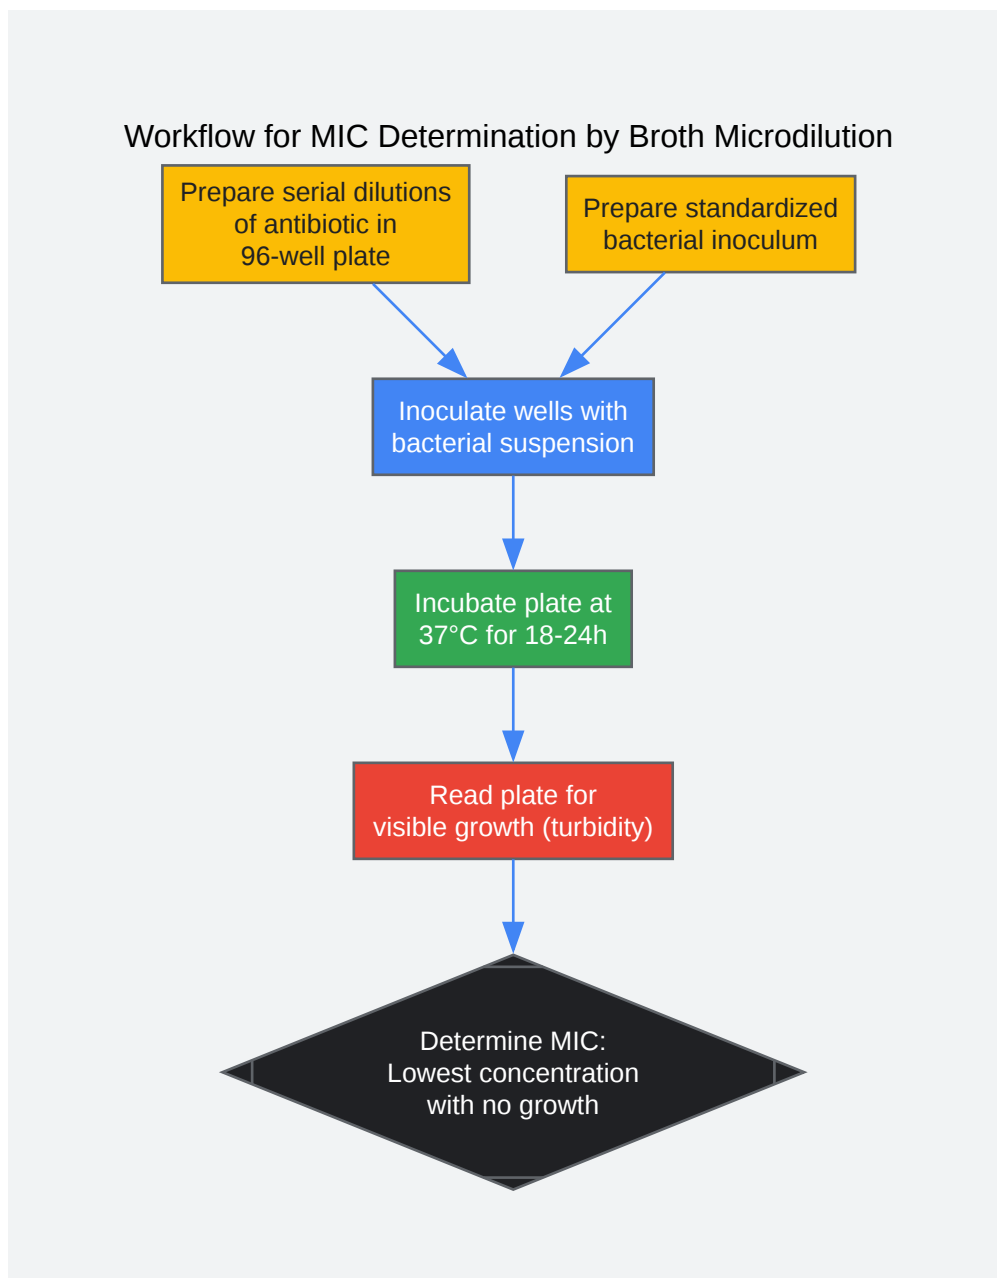 Workflow for MIC Determination by Broth Microdilution
Prepare serial dilutions
of antibiotic in
96-well plate
Prepare standardized
bacterial inoculum
Inoculate wells with
bacterial suspension
Incubate plate at
37°C for 18-24h
Read plate for
visible growth (turbidity)
Determine MIC:
Lowest concentration
with no growth